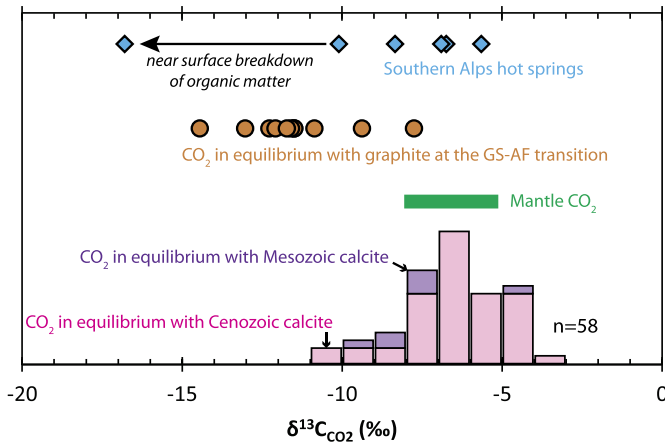 near surface breakdown
of organic matter
Southern Alps hot springs
CO₂ in equilibrium with graphite at the GS-AF transition
Mantle CO₂
CO₂ in equilibrium with Mesozoic calcite
CO₂ in equilibrium with Cenozoic calcite
n=58
-20 -15 -10 -5 0
δ¹³C_CO2 (‰)